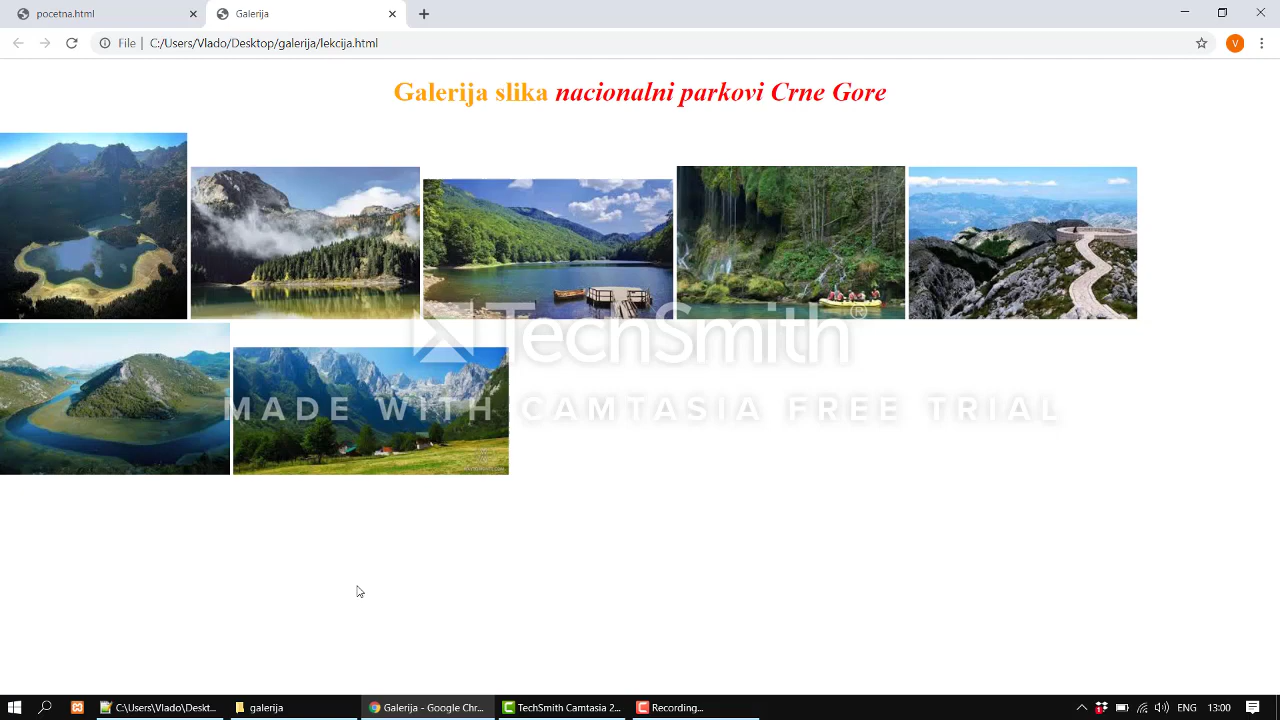 pocetna.html
Galerija
File | C:/Users/Vlado/Desktop/galerija/lekcija.html
V
Galerija slika nacionalni parkovi Crne Gore
TechSmith®
MADE WITH CAMTASIA FREE TRIAL
C:\Users\Vlado\Deskt...
galerija
Galerija - Google Chr...
TechSmith Camtasia 2...
Recording...
ENG
13:00